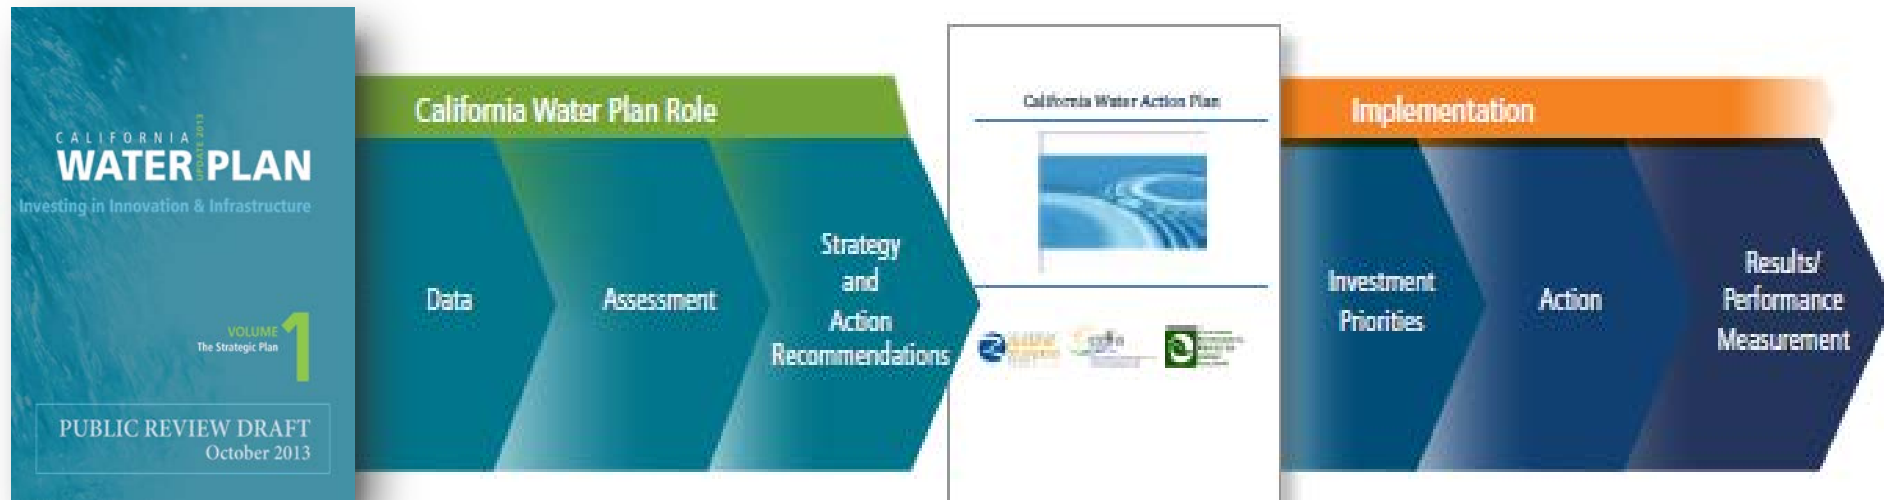 CALIFORNIA
WATER PLAN
UPDATE 2013
Investing in Innovation & Infrastructure
VOLUME 1
The Strategic Plan
PUBLIC REVIEW DRAFT
October 2013
California Water Plan Role
Data
Assessment
Strategy
and
Action
Recommendations
California Water Action Plan
Implementation
Investment
Priorities
Action
Results/
Performance
Measurement